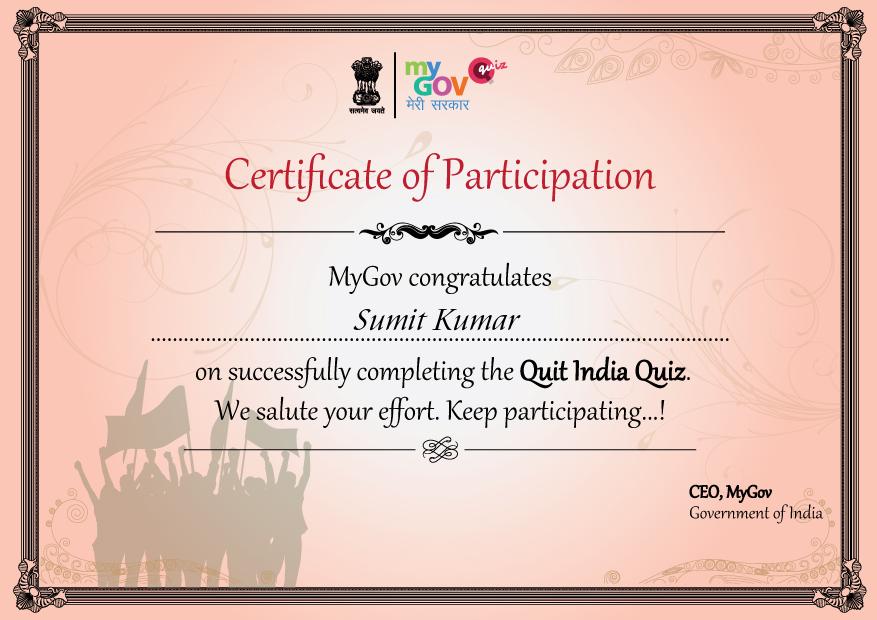 सत्यमेव जयते
my
GOV
quiz
मेरी सरकार
Certificate of Participation
MyGov congratulates
Sumit Kumar
on successfully completing the Quit India Quiz.
We salute your effort. Keep participating...!
CEO, MyGov
Government of India